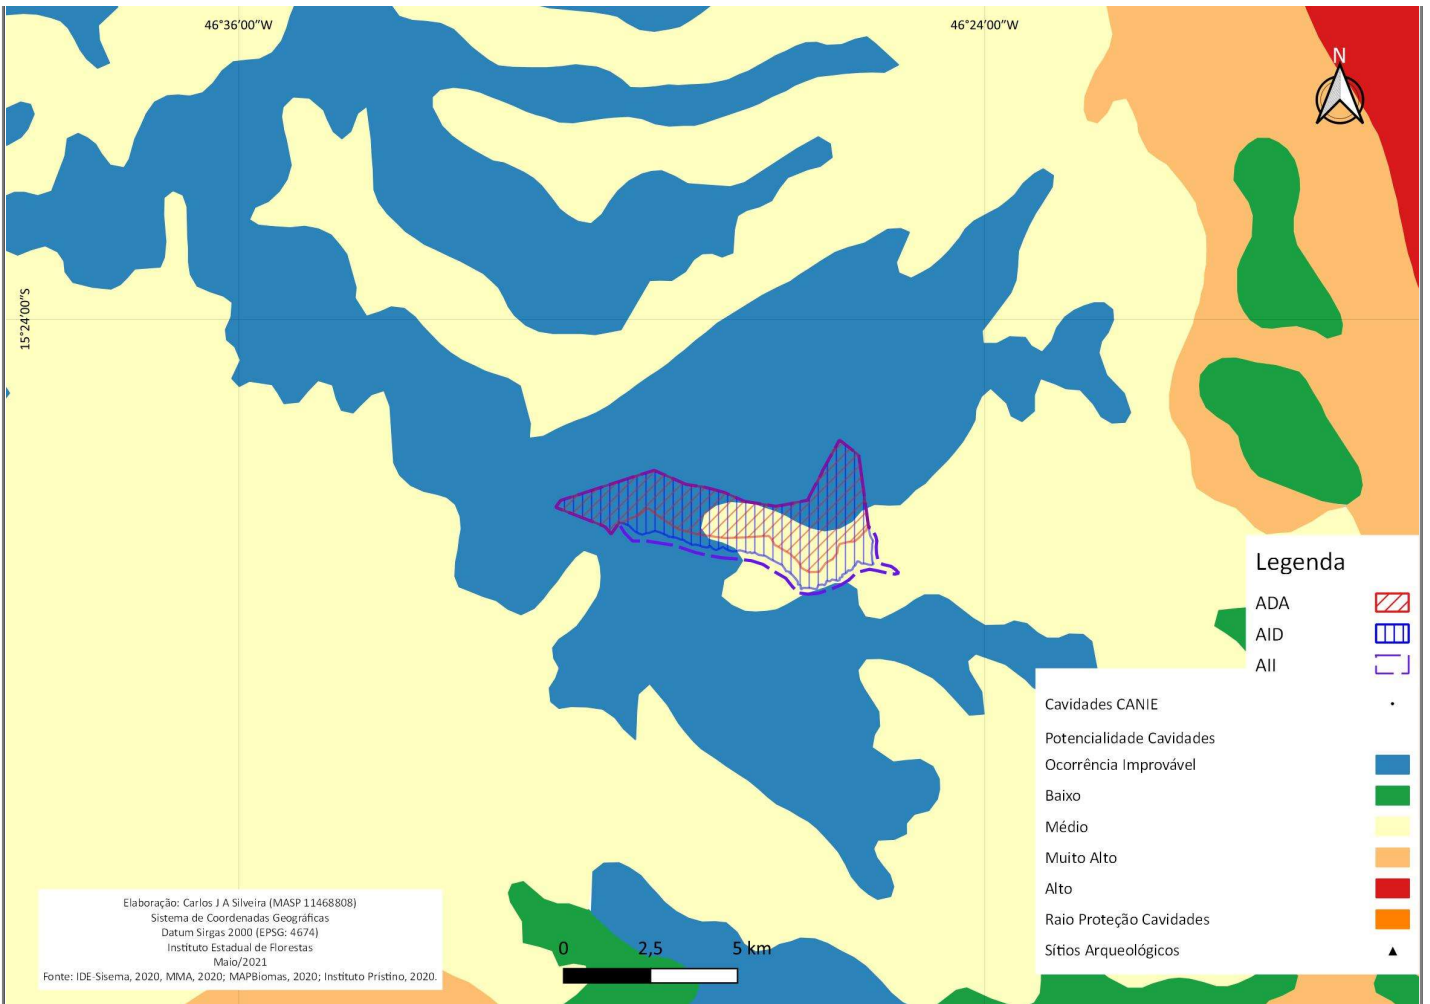 46°36′00″W
46°24′00″W
N
15°24′00″S
Legenda
ADA
AID
AII
Cavidades CANIE
Potencialidade Cavidades
Ocorrência Improvável
Baixo
Médio
Muito Alto
Alto
Raio Proteção Cavidades
Sítios Arqueológicos
Elaboração: Carlos J A Silveira (MASP 11468808)
Sistema de Coordenadas Geográficas
Datum Sirgas 2000 (EPSG: 4674)
Instituto Estadual de Florestas
Maio/2021
Fonte: IDE-Sisema, 2020, MMA, 2020; MAPBiomas, 2020; Instituto Prístino, 2020.
0 2,5 5 km